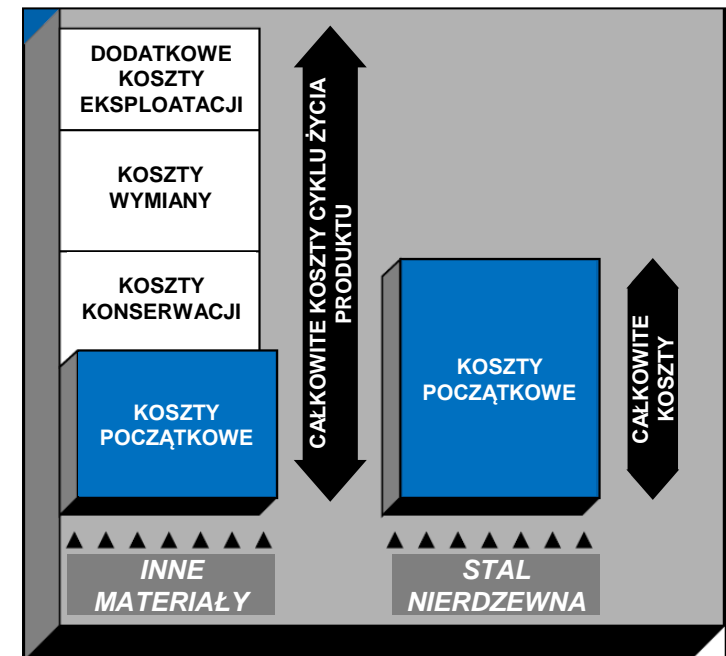 DODATKOWE
KOSZTY
EKSPLOATACJI
KOSZTY
WYMIANY
KOSZTY
KONSERWACJI
KOSZTY
POCZĄTKOWE
CAŁKOWITE KOSZTY CYKLU ŻYCIA
PRODUKTU
KOSZTY
POCZĄTKOWE
CAŁKOWITE
KOSZTY
INNE
MATERIAŁY
STAL
NIERDZEWNA